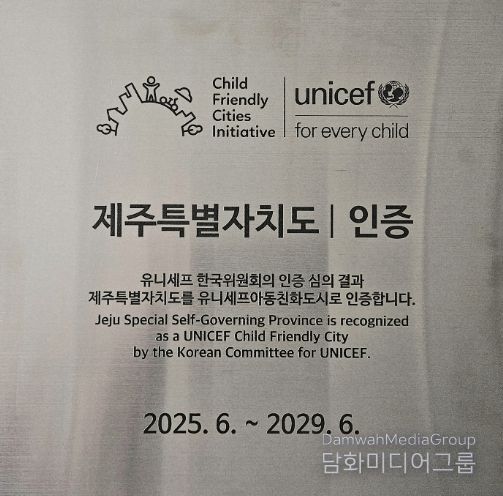 Child
Friendly
Cities
Initiative
unicef
for every child
제주특별자치도 | 인증
유니세프 한국위원회의 인증 심의 결과
제주특별자치도를 유니세프아동친화도시로 인증합니다.
Jeju Special Self-Governing Province is recognized
as a UNICEF Child Friendly City
by the Korean Committee for UNICEF.
2025. 6. ~ 2029. 6.
DamwahMediaGroup
담화미디어그룹